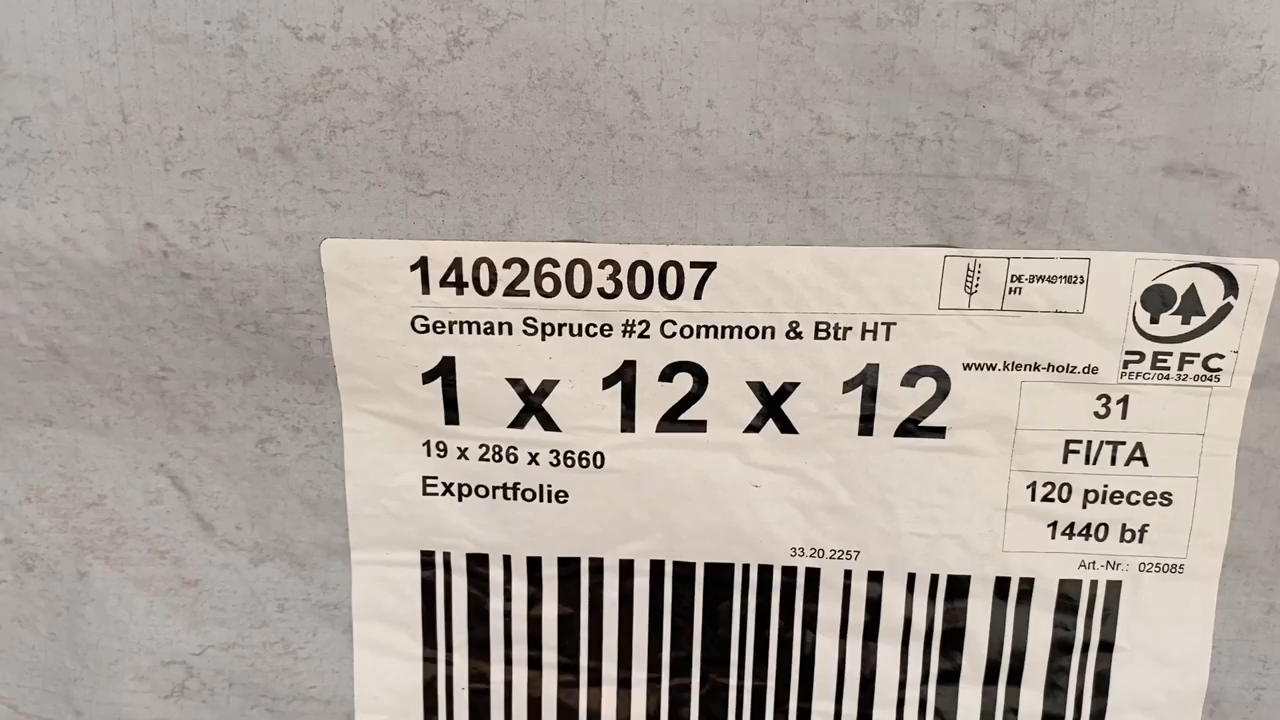 1402603007
DE-BW4911023
HT
German Spruce #2 Common & Btr HT
PEFC
PEFC/04-32-0045
www.klenk-holz.de
1 x 12 x 12
31
19 x 286 x 3660
FI/TA
Exportfolie
120 pieces
1440 bf
33.20.2257
Art.-Nr.: 025085